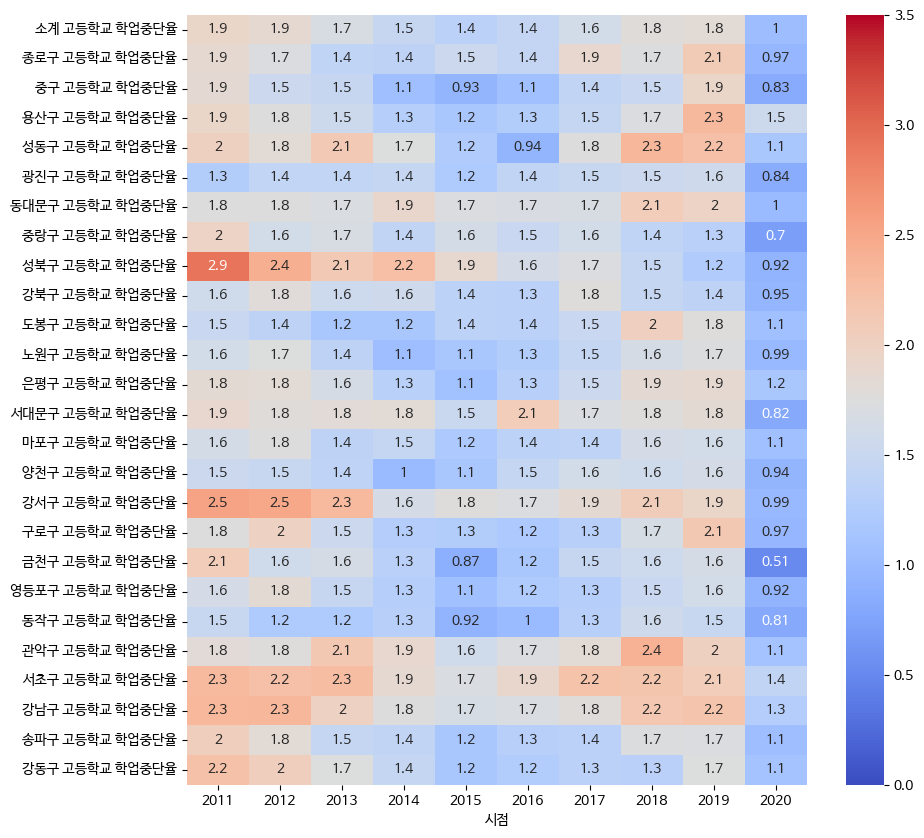 소계 고등학교 학업중단율 1.9 1.9 1.7 1.5 1.4 1.4 1.6 1.8 1.8 1
종로구 고등학교 학업중단율 1.9 1.7 1.4 1.4 1.5 1.4 1.9 1.7 2.1 0.97
중구 고등학교 학업중단율 1.9 1.5 1.5 1.1 0.93 1.1 1.4 1.5 1.9 0.83
용산구 고등학교 학업중단율 1.9 1.8 1.5 1.3 1.2 1.3 1.5 1.7 2.3 1.5
성동구 고등학교 학업중단율 2 1.8 2.1 1.7 1.2 0.94 1.8 2.3 2.2 1.1
광진구 고등학교 학업중단율 1.3 1.4 1.4 1.4 1.2 1.4 1.5 1.5 1.6 0.84
동대문구 고등학교 학업중단율 1.8 1.8 1.7 1.9 1.7 1.7 1.7 2.1 2 1
중랑구 고등학교 학업중단율 2 1.6 1.7 1.4 1.6 1.5 1.6 1.4 1.3 0.7
성북구 고등학교 학업중단율 2.9 2.4 2.1 2.2 1.9 1.6 1.7 1.5 1.2 0.92
강북구 고등학교 학업중단율 1.6 1.8 1.6 1.6 1.4 1.3 1.8 1.5 1.4 0.95
도봉구 고등학교 학업중단율 1.5 1.4 1.2 1.2 1.4 1.4 1.5 2 1.8 1.1
노원구 고등학교 학업중단율 1.6 1.7 1.4 1.1 1.1 1.3 1.5 1.6 1.7 0.99
은평구 고등학교 학업중단율 1.8 1.8 1.6 1.3 1.1 1.3 1.5 1.9 1.9 1.2
서대문구 고등학교 학업중단율 1.9 1.8 1.8 1.8 1.5 2.1 1.7 1.8 1.8 0.82
마포구 고등학교 학업중단율 1.6 1.8 1.4 1.5 1.2 1.4 1.4 1.6 1.6 1.1
양천구 고등학교 학업중단율 1.5 1.5 1.4 1 1.1 1.5 1.6 1.6 1.6 0.94
강서구 고등학교 학업중단율 2.5 2.5 2.3 1.6 1.8 1.7 1.9 2.1 1.9 0.99
구로구 고등학교 학업중단율 1.8 2 1.5 1.3 1.3 1.2 1.3 1.7 2.1 0.97
금천구 고등학교 학업중단율 2.1 1.6 1.6 1.3 0.87 1.2 1.5 1.6 1.6 0.51
영등포구 고등학교 학업중단율 1.6 1.8 1.5 1.3 1.1 1.2 1.3 1.5 1.6 0.92
동작구 고등학교 학업중단율 1.5 1.2 1.2 1.3 0.92 1 1.3 1.6 1.5 0.81
관악구 고등학교 학업중단율 1.8 1.8 2.1 1.9 1.6 1.7 1.8 2.4 2 1.1
서초구 고등학교 학업중단율 2.3 2.2 2.3 1.9 1.7 1.9 2.2 2.2 2.1 1.4
강남구 고등학교 학업중단율 2.3 2.3 2 1.8 1.7 1.7 1.8 2.2 2.2 1.3
송파구 고등학교 학업중단율 2 1.8 1.5 1.4 1.2 1.3 1.4 1.7 1.7 1.1
강동구 고등학교 학업중단율 2.2 2 1.7 1.4 1.2 1.2 1.3 1.3 1.7 1.1
2011 2012 2013 2014 2015 2016 2017 2018 2019 2020
시점
3.5
3.0
2.5
2.0
1.5
1.0
0.5
0.0